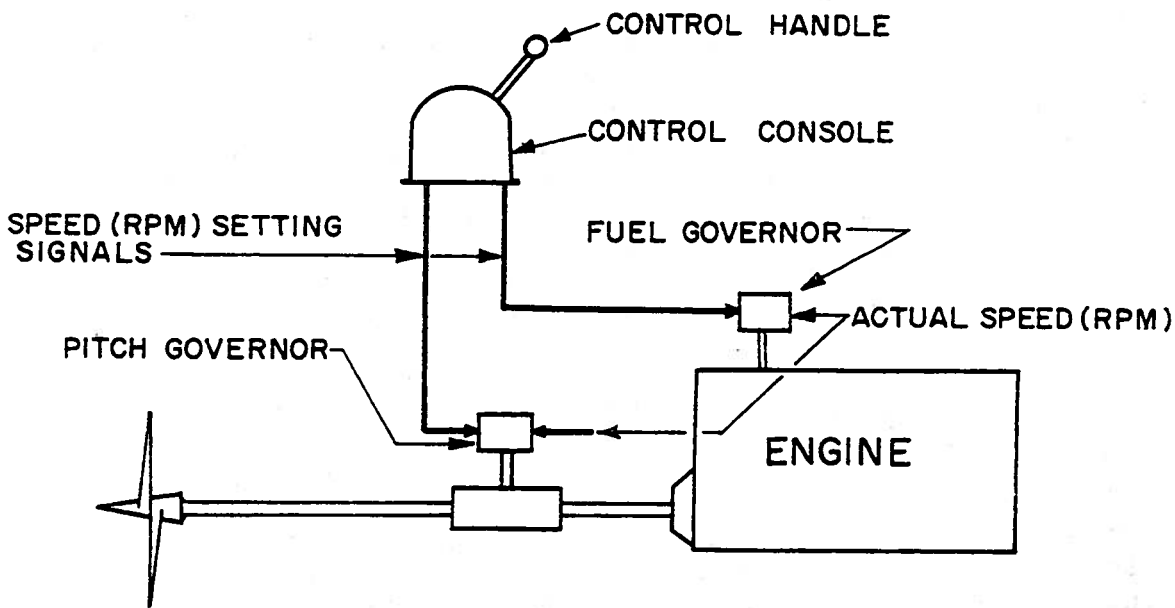 CONTROL HANDLE
CONTROL CONSOLE
SPEED (RPM) SETTING
SIGNALS
FUEL GOVERNOR
ACTUAL SPEED (RPM)
PITCH GOVERNOR
ENGINE